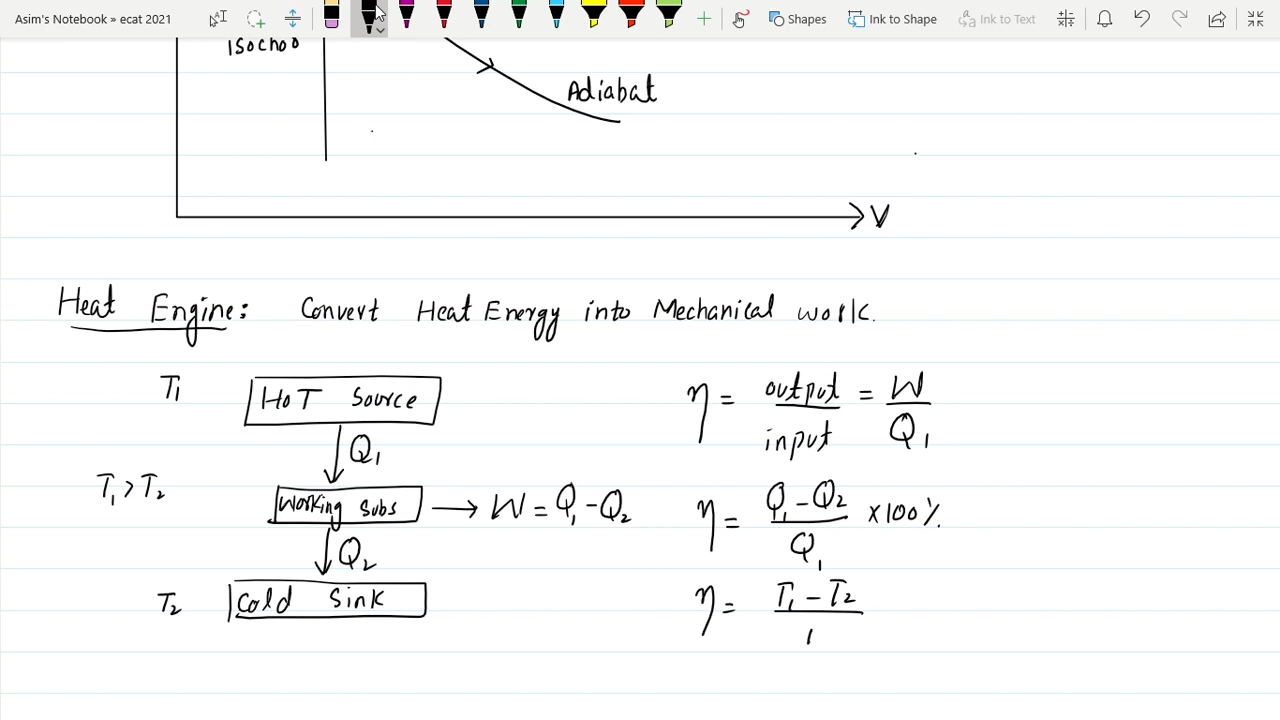 Asim's Notebook » ecat 2021
Shapes
Ink to Shape
Ink to Text
Isochoo
Adiabat
V
Heat Engine: Convert Heat Energy into Mechanical work.
T₁
HoT Source
η = output/input = W/Q₁
Q₁
T₁ > T₂
Working Subs → W = Q₁ - Q₂
η = Q₁ - Q₂/Q₁ × 100%
Q₂
T₂
Cold Sink
η = T₁ - T₂/